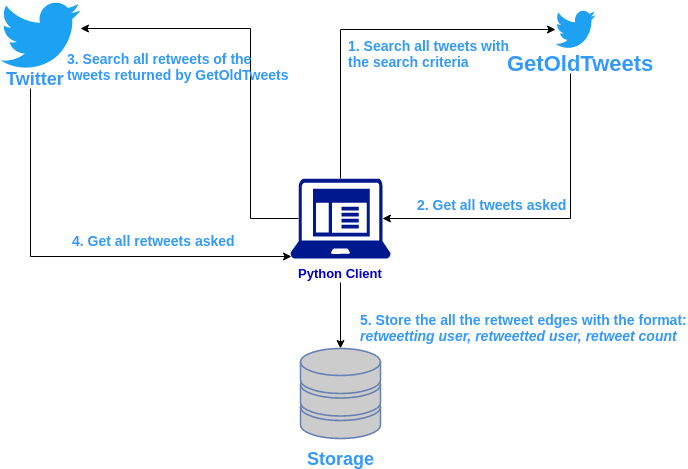 1. Search all tweets with
the search criteria
GetOldTweets
3. Search all retweets of the
tweets returned by GetOldTweets
Twitter
2. Get all tweets asked
4. Get all retweets asked
Python Client
5. Store the all the retweet edges with the format:
retweetting user, retweetted user, retweet count
Storage